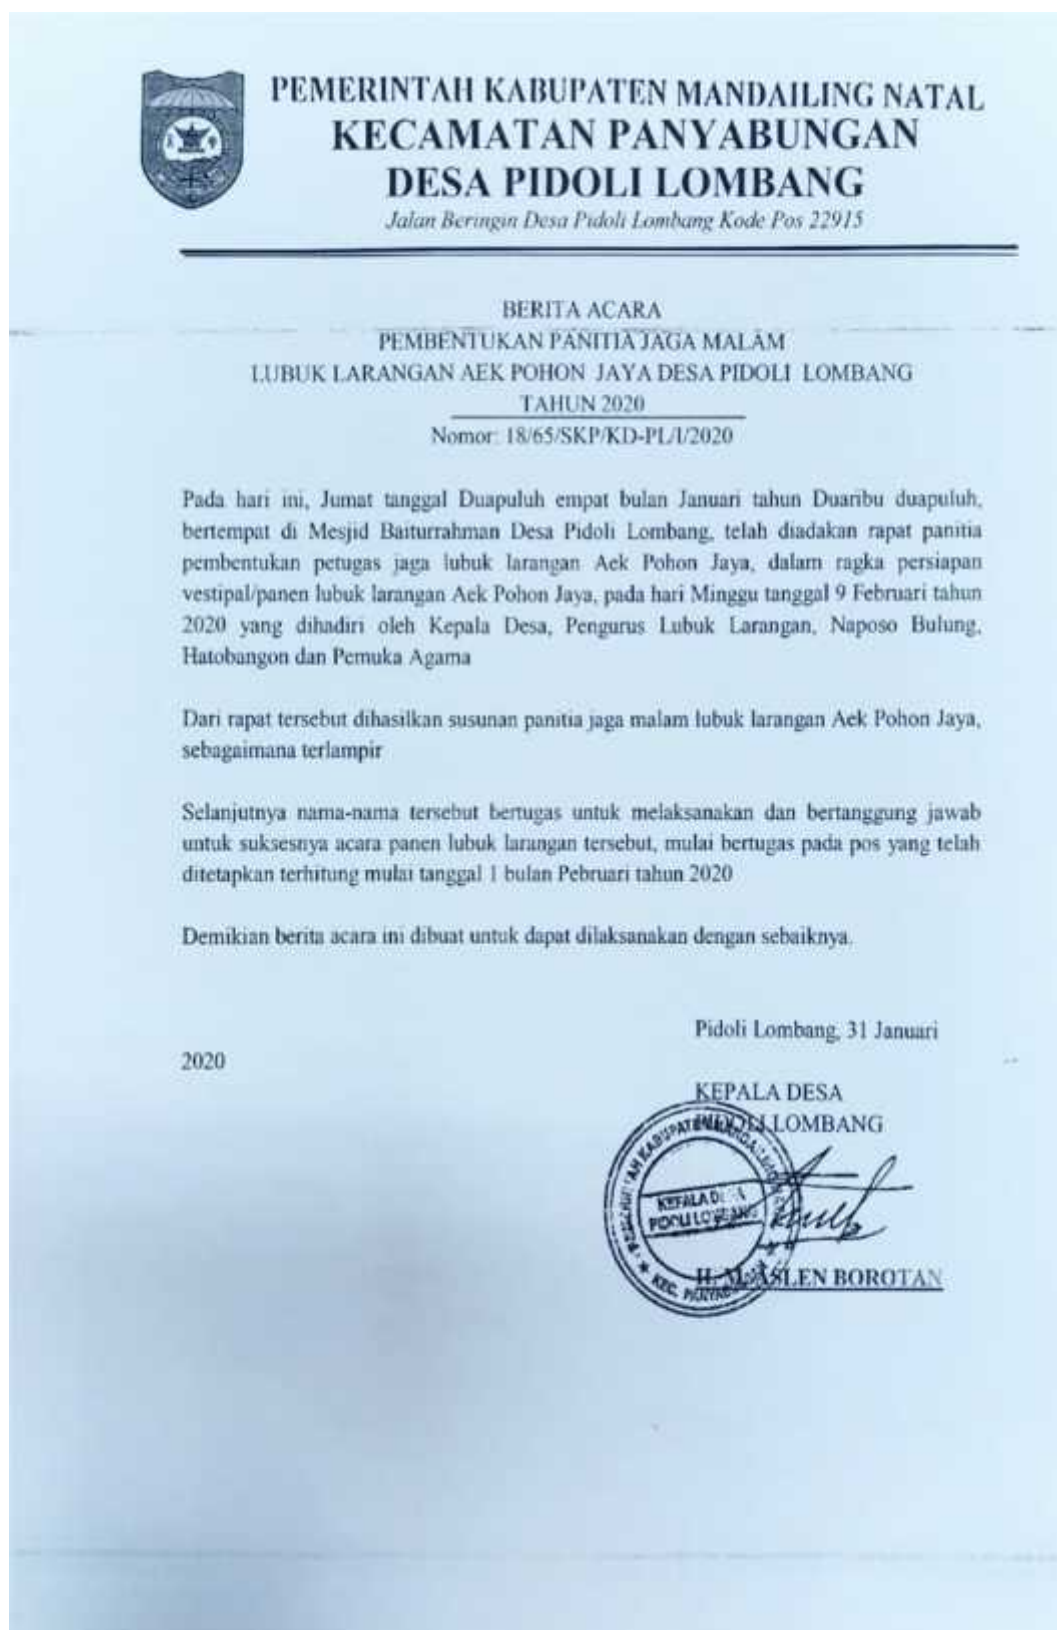 PEMERINTAH KABUPATEN MANDAILING NATAL
KECAMATAN PANYABUNGAN
DESA PIDOLI LOMBANG
Jalan Beringin Desa Pidoli Lombang Kode Pos 22915
BERITA ACARA
PEMBENTUKAN PANITIA JAGA MALAM
LUBUK LARANGAN AEK POHON JAYA DESA PIDOLI LOMBANG
TAHUN 2020
Nomor: 18/65/SKP/KD-PL/I/2020
Pada hari ini, Jumat tanggal Duapuluh empat bulan Januari tahun Duaribu duapuluh,
bertempat di Mesjid Baiturrahman Desa Pidoli Lombang, telah diadakan rapat panitia
pembentukan petugas jaga lubuk larangan Aek Pohon Jaya, dalam ragka persiapan
vestipal/panen lubuk larangan Aek Pohon Jaya, pada hari Minggu tanggal 9 Februari tahun
2020 yang dihadiri oleh Kepala Desa, Pengurus Lubuk Larangan, Naposo Bulung,
Hatobangon dan Pemuka Agama
Dari rapat tersebut dihasilkan susunan panitia jaga malam lubuk larangan Aek Pohon Jaya,
sebagaimana terlampir
Selanjutnya nama-nama tersebut bertugas untuk melaksanakan dan bertanggung jawab
untuk suksesnya acara panen lubuk larangan tersebut, mulai bertugas pada pos yang telah
ditetapkan terhitung mulai tanggal 1 bulan Pebruari tahun 2020
Demikian berita acara ini dibuat untuk dapat dilaksanakan dengan sebaiknya.
Pidoli Lombang, 31 Januari
2020
KEPALA DESA
PIDOLI LOMBANG
KEPALA DESA
PIDOLI LOMBANG
H. M. ASLEN BOROTAN